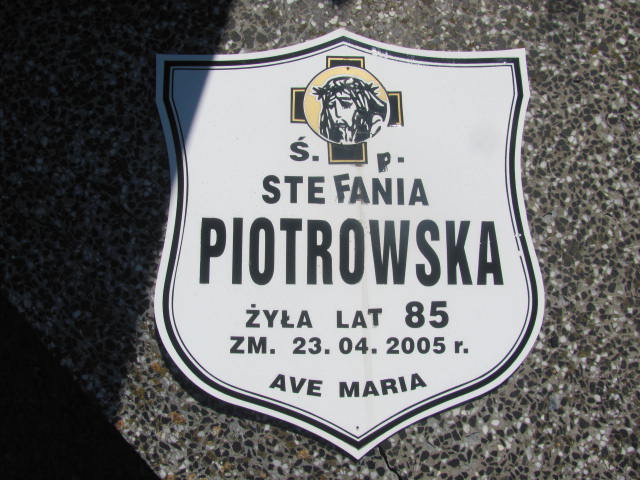 Ś. P.
STEFANIA
PIOTROWSKA
ŻYŁA LAT 85
ZM. 23.04.2005 r.
AVE MARIA